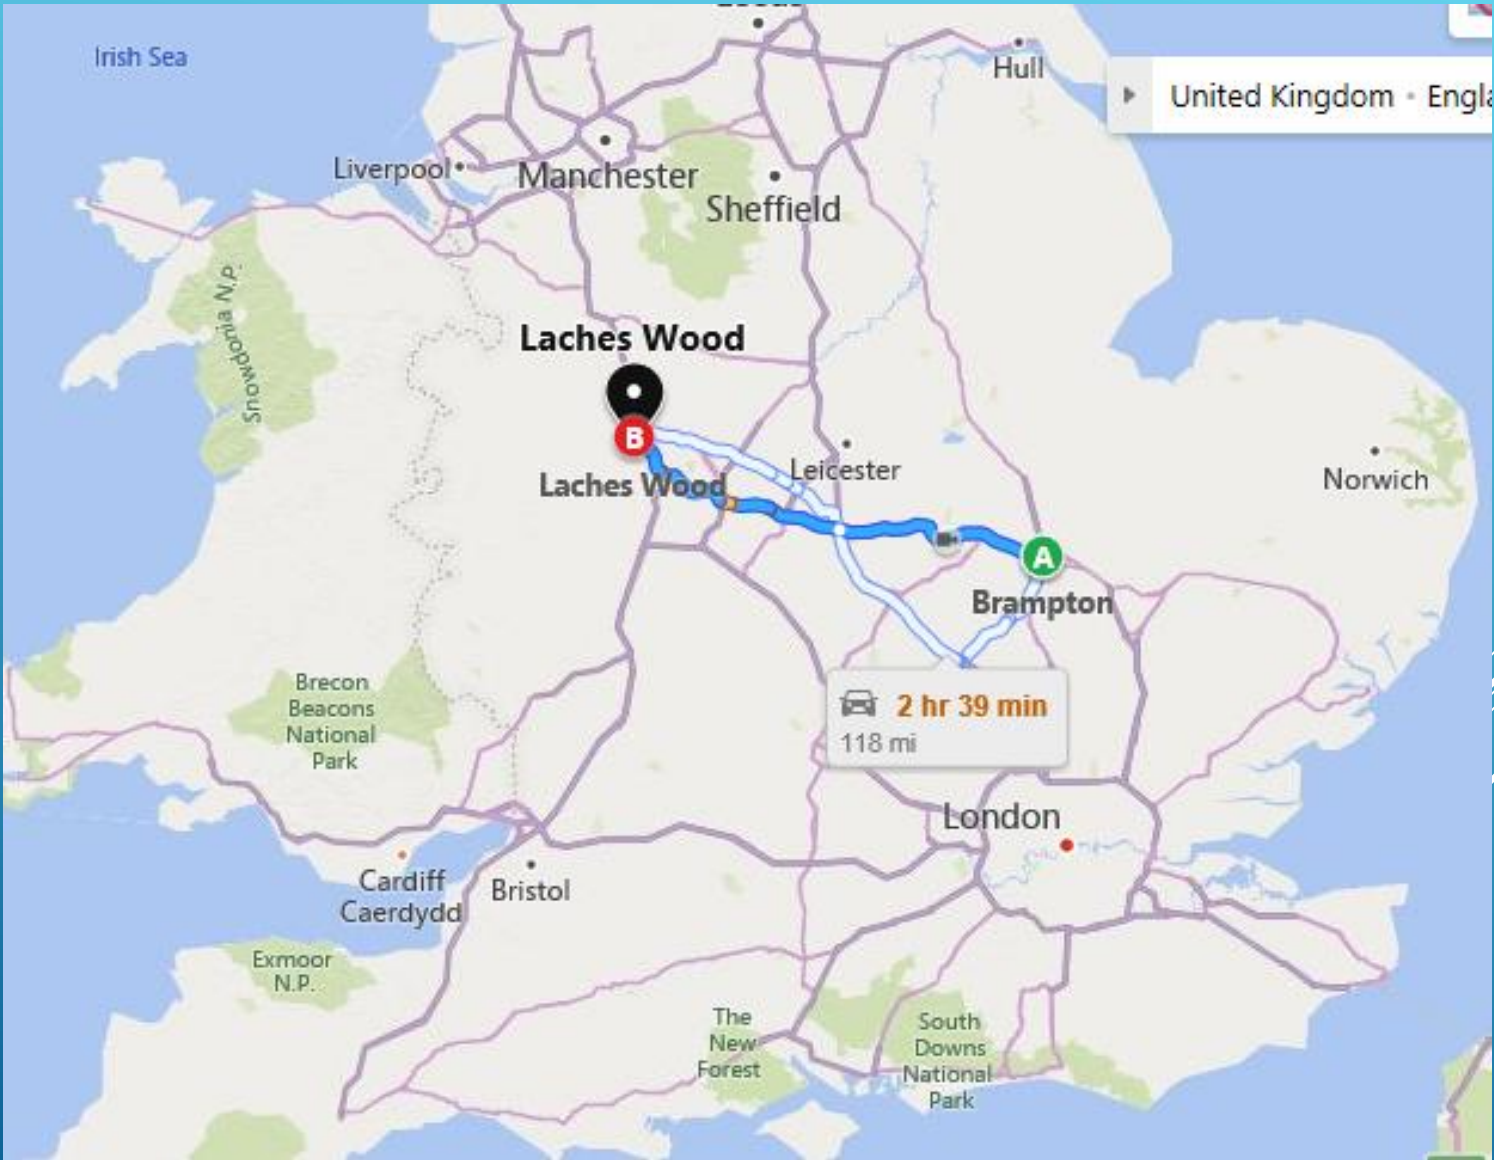 Irish Sea
Hull
United Kingdom • Engla
Liverpool
Manchester
Sheffield
Snowdonia N.P.
Laches Wood
B
Laches Wood
Leicester
Norwich
A
Brampton
2 hr 39 min
118 mi
Brecon
Beacons
National
Park
London
Cardiff
Caerdydd
Bristol
Exmoor
N.P.
The
New
Forest
South
Downs
National
Park